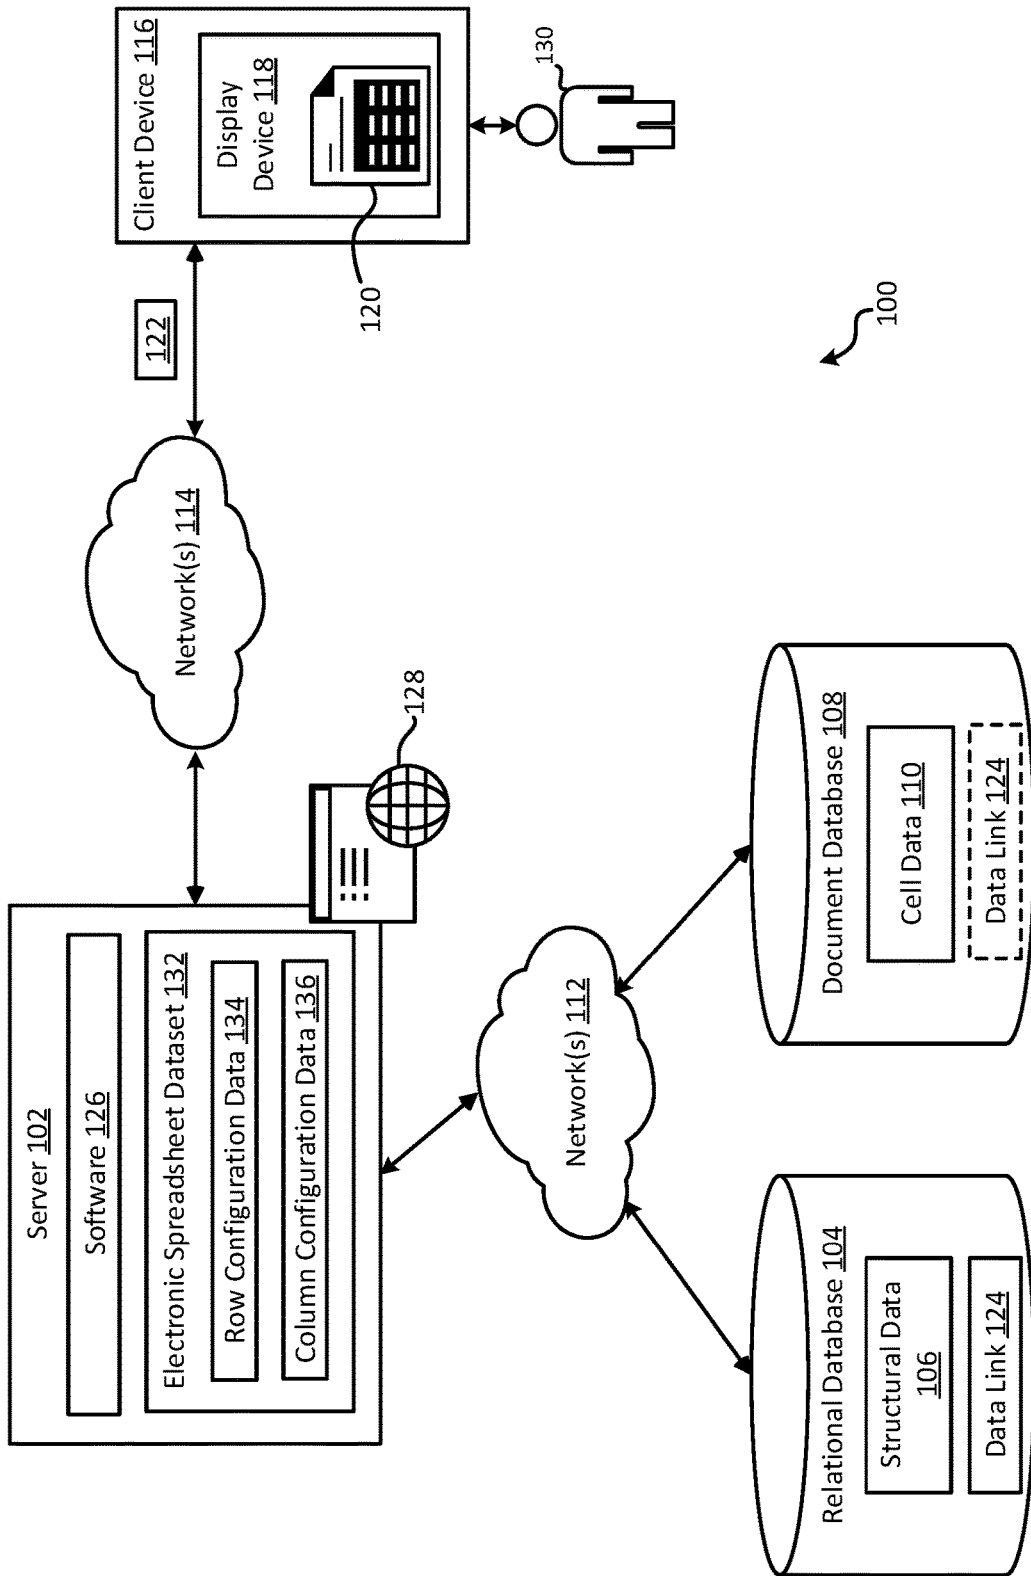 Server 102
Software 126
Electronic Spreadsheet Dataset 132
Row Configuration Data 134
Column Configuration Data 136
128
Network(s) 114
122
Client Device 116
Display
Device 118
120
130
Network(s) 112
100
Relational Database 104
Structural Data
106
Data Link 124
Document Database 108
Cell Data 110
Data Link 124